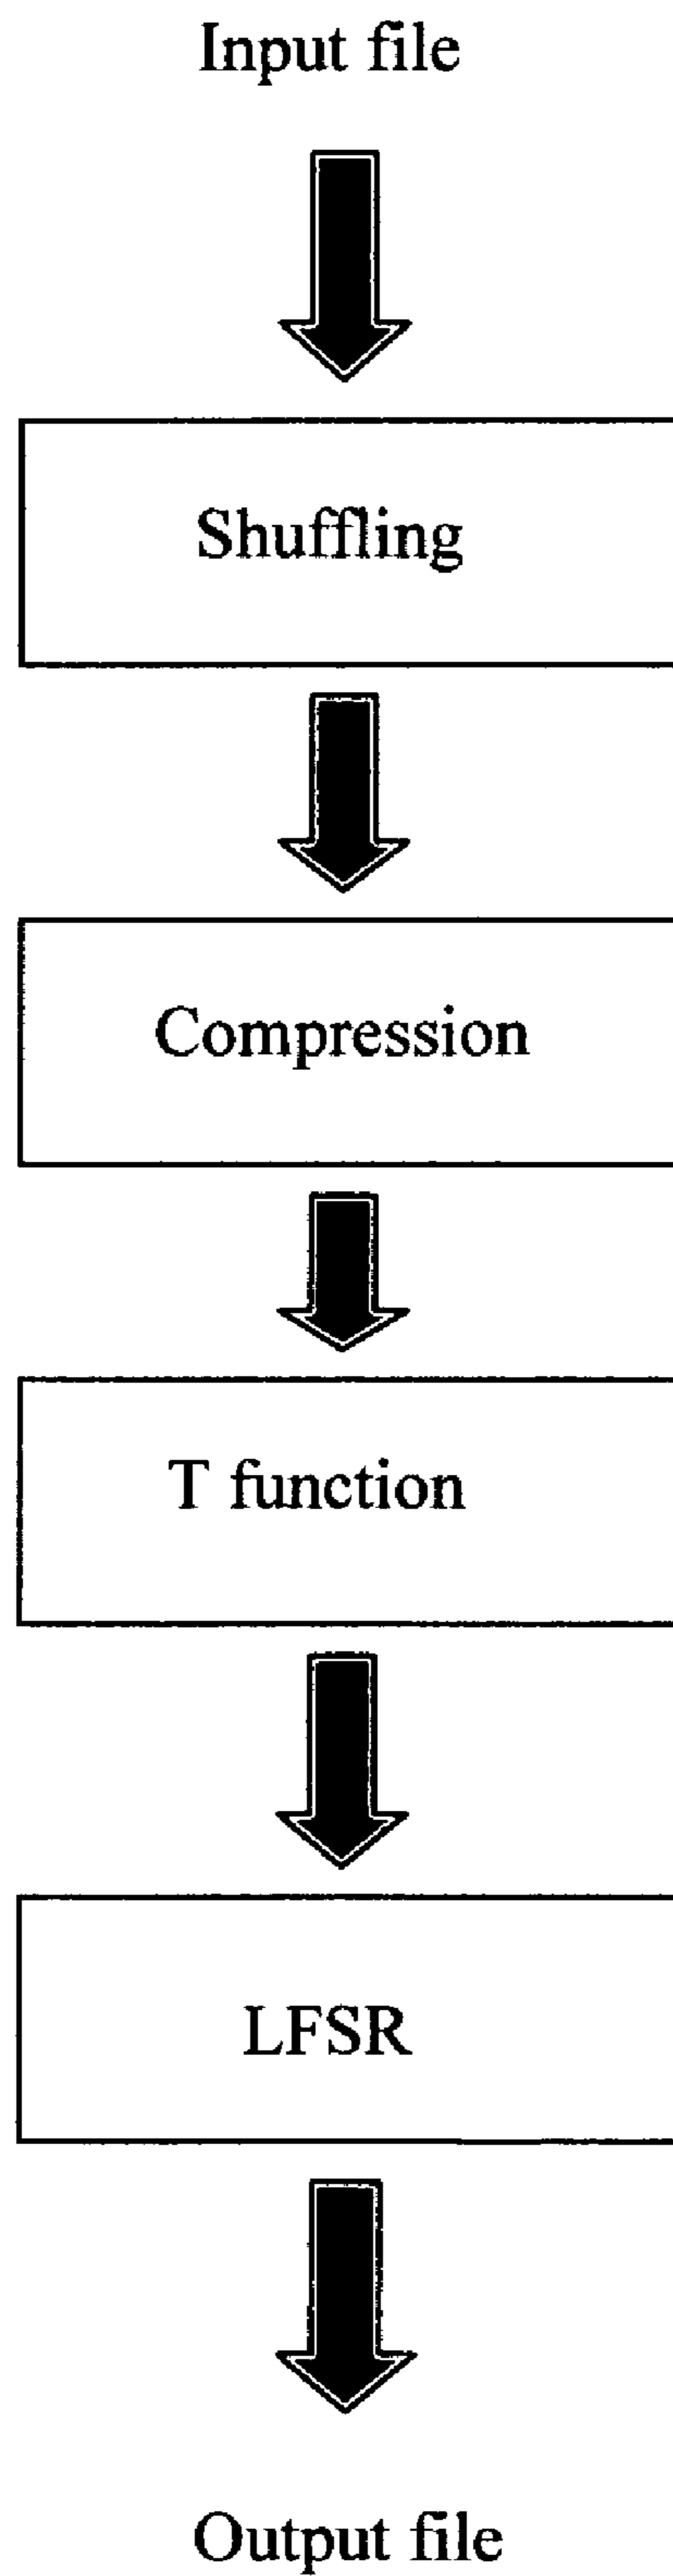 Input file
Shuffling
Compression
T function
LFSR
Output file